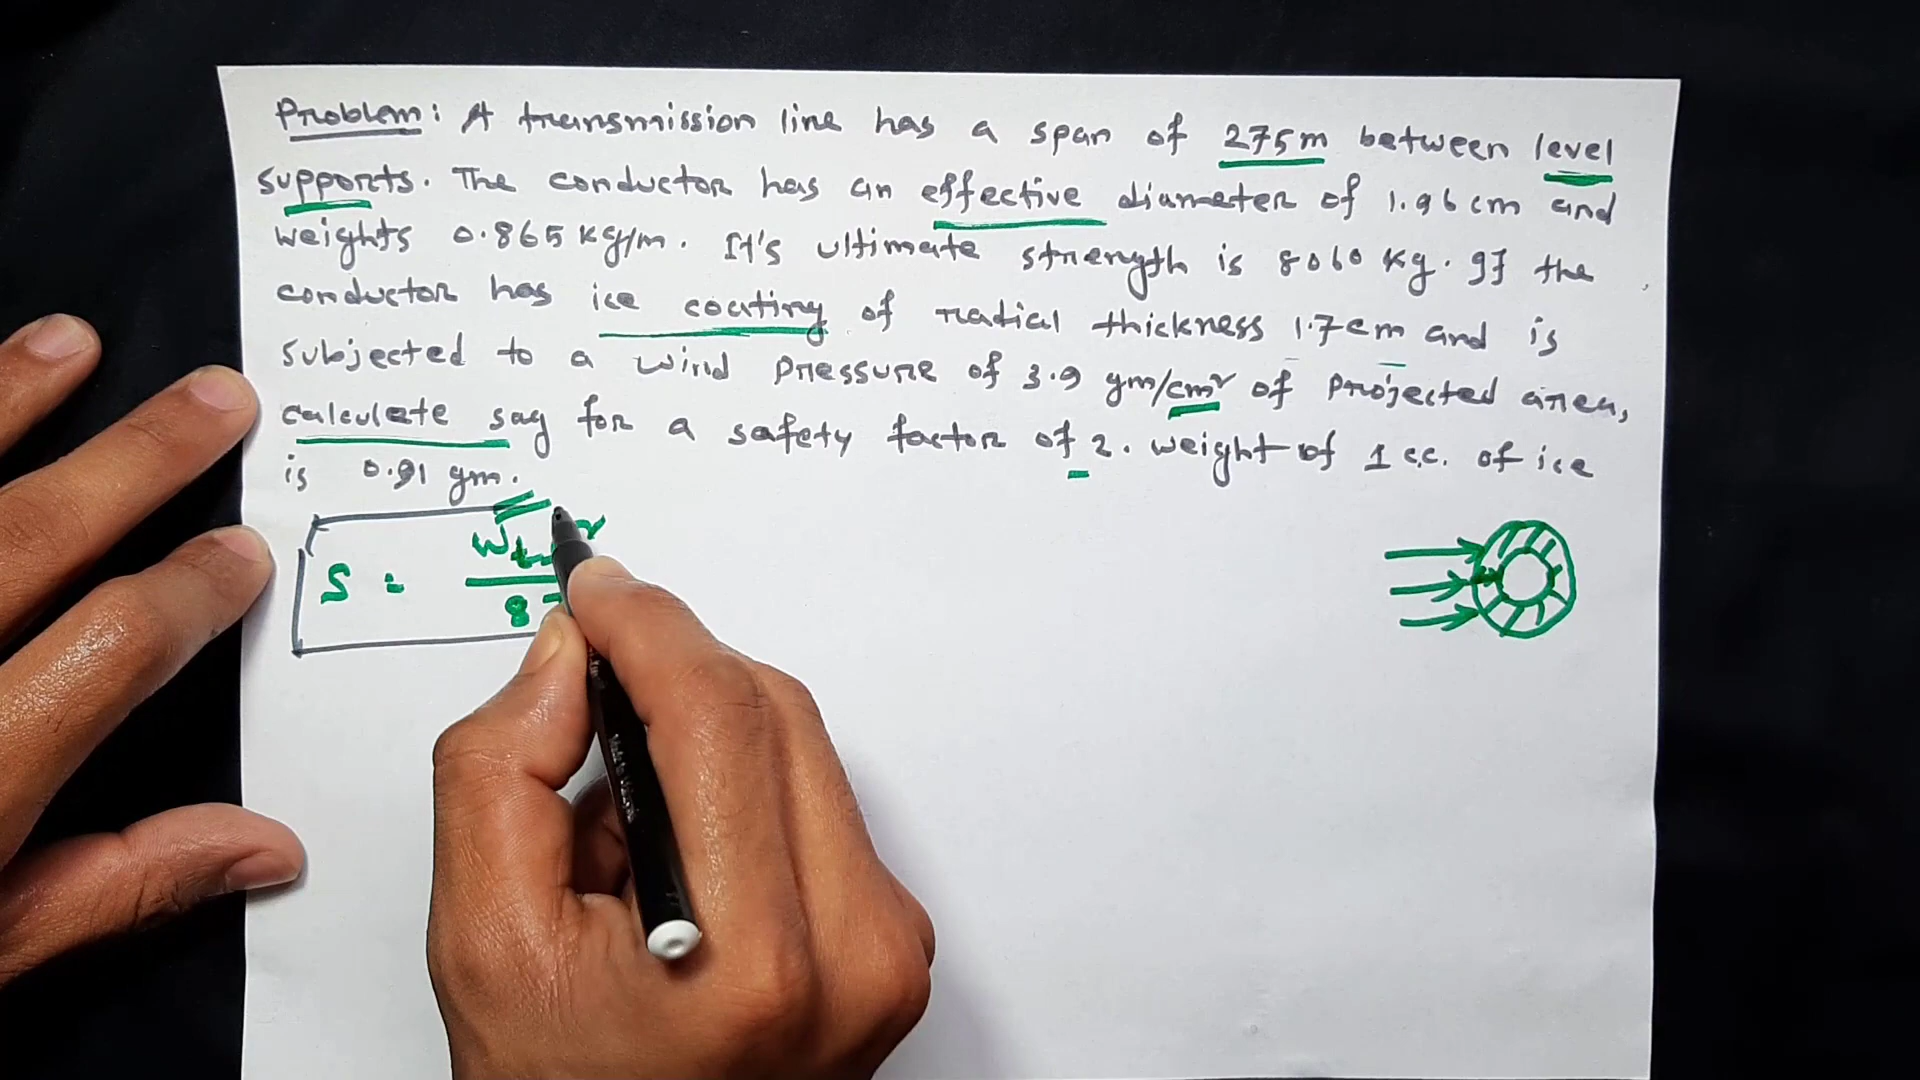 Problem: A transmission line has a span of 275m between level
supports. The conductor has an effective diameter of 1.96 cm and
weights 0.865 kg/m. It's ultimate strength is 8060 kg. If the
conductor has ice coating of radial thickness 1.7 cm and is
subjected to a wind pressure of 3.9 gm/cm² of projected area,
calculate sag for a safety factor of 2. weight of 1 c.c. of ice
is 0.91 gm.
S =
8